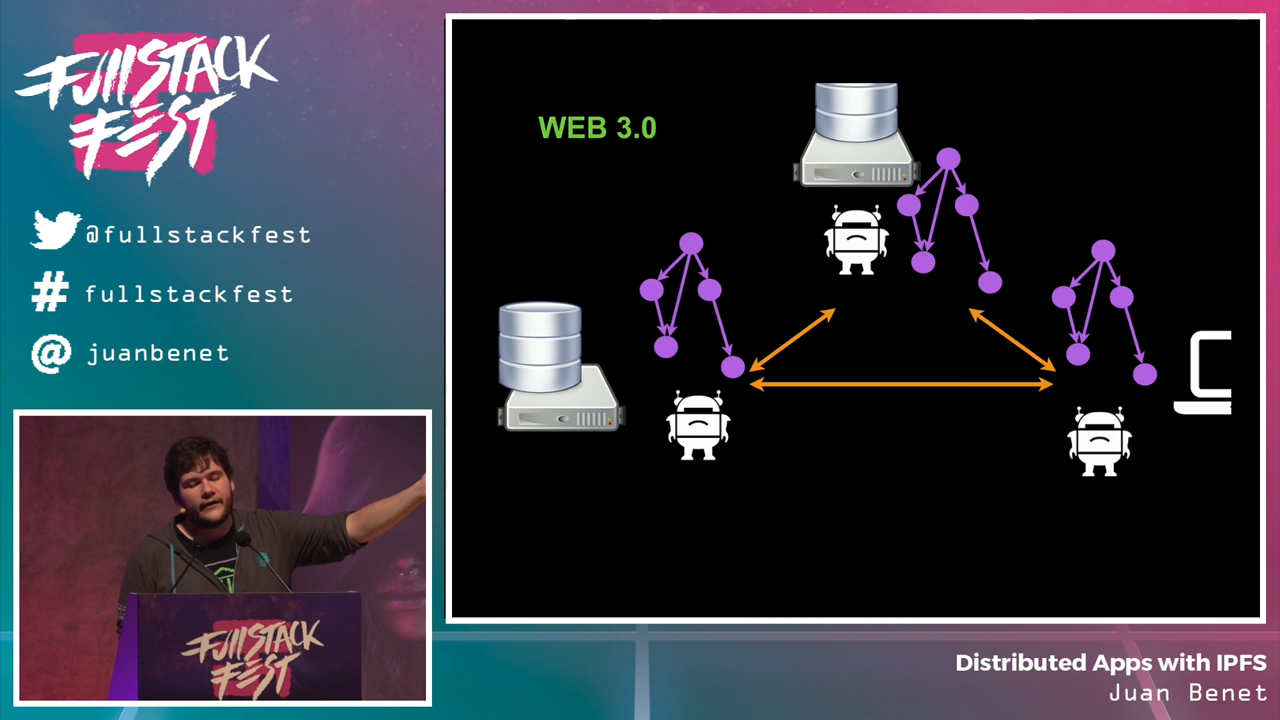 FullSTACK
FEST
@fullstackfest
# fullstackfest
@ juanbenet
WEB 3.0
FullSTACK
FEST
Distributed Apps with IPFS
Juan Benet